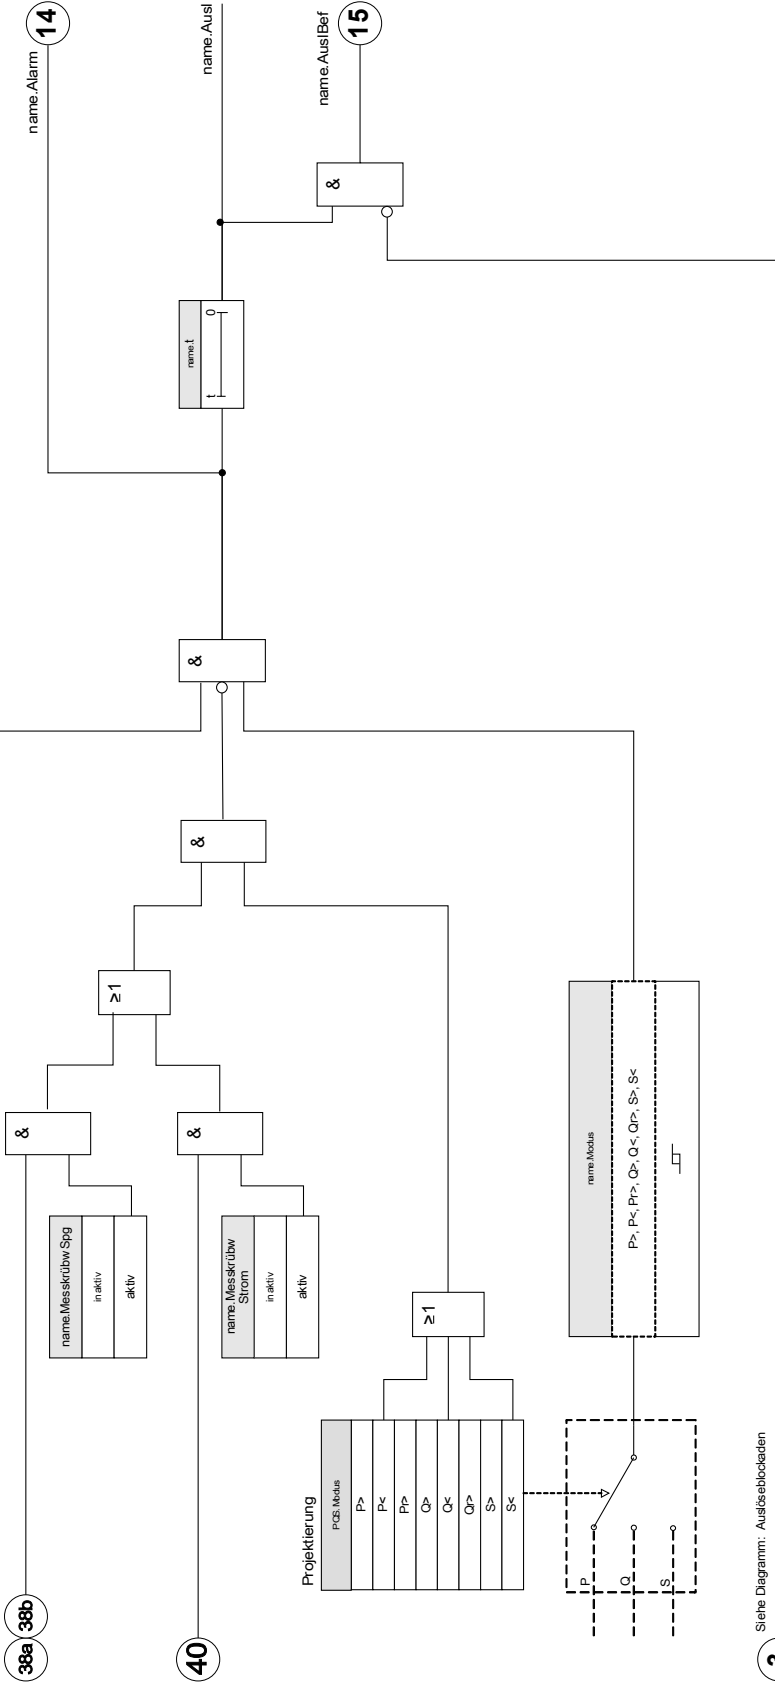 name.Alarm
14
name.Ausl
name.AuslBef
15
&
name.t
t
0
&
&
≥1
&
&
name.Messkrübw Spg
inaktiv
aktiv
name.Messkrübw
Strom
inaktiv
aktiv
38a
38b
40
≥1
Projektierung
PQS.Modus
P>
P<
Pr>
Q>
Q<
Qr>
S>
S<
name.Modus
P>, P<, Pr>, Q>, Q<, Qr>, S>, S<
P
Q
S
Siehe Diagramm: Auslöseblockaden